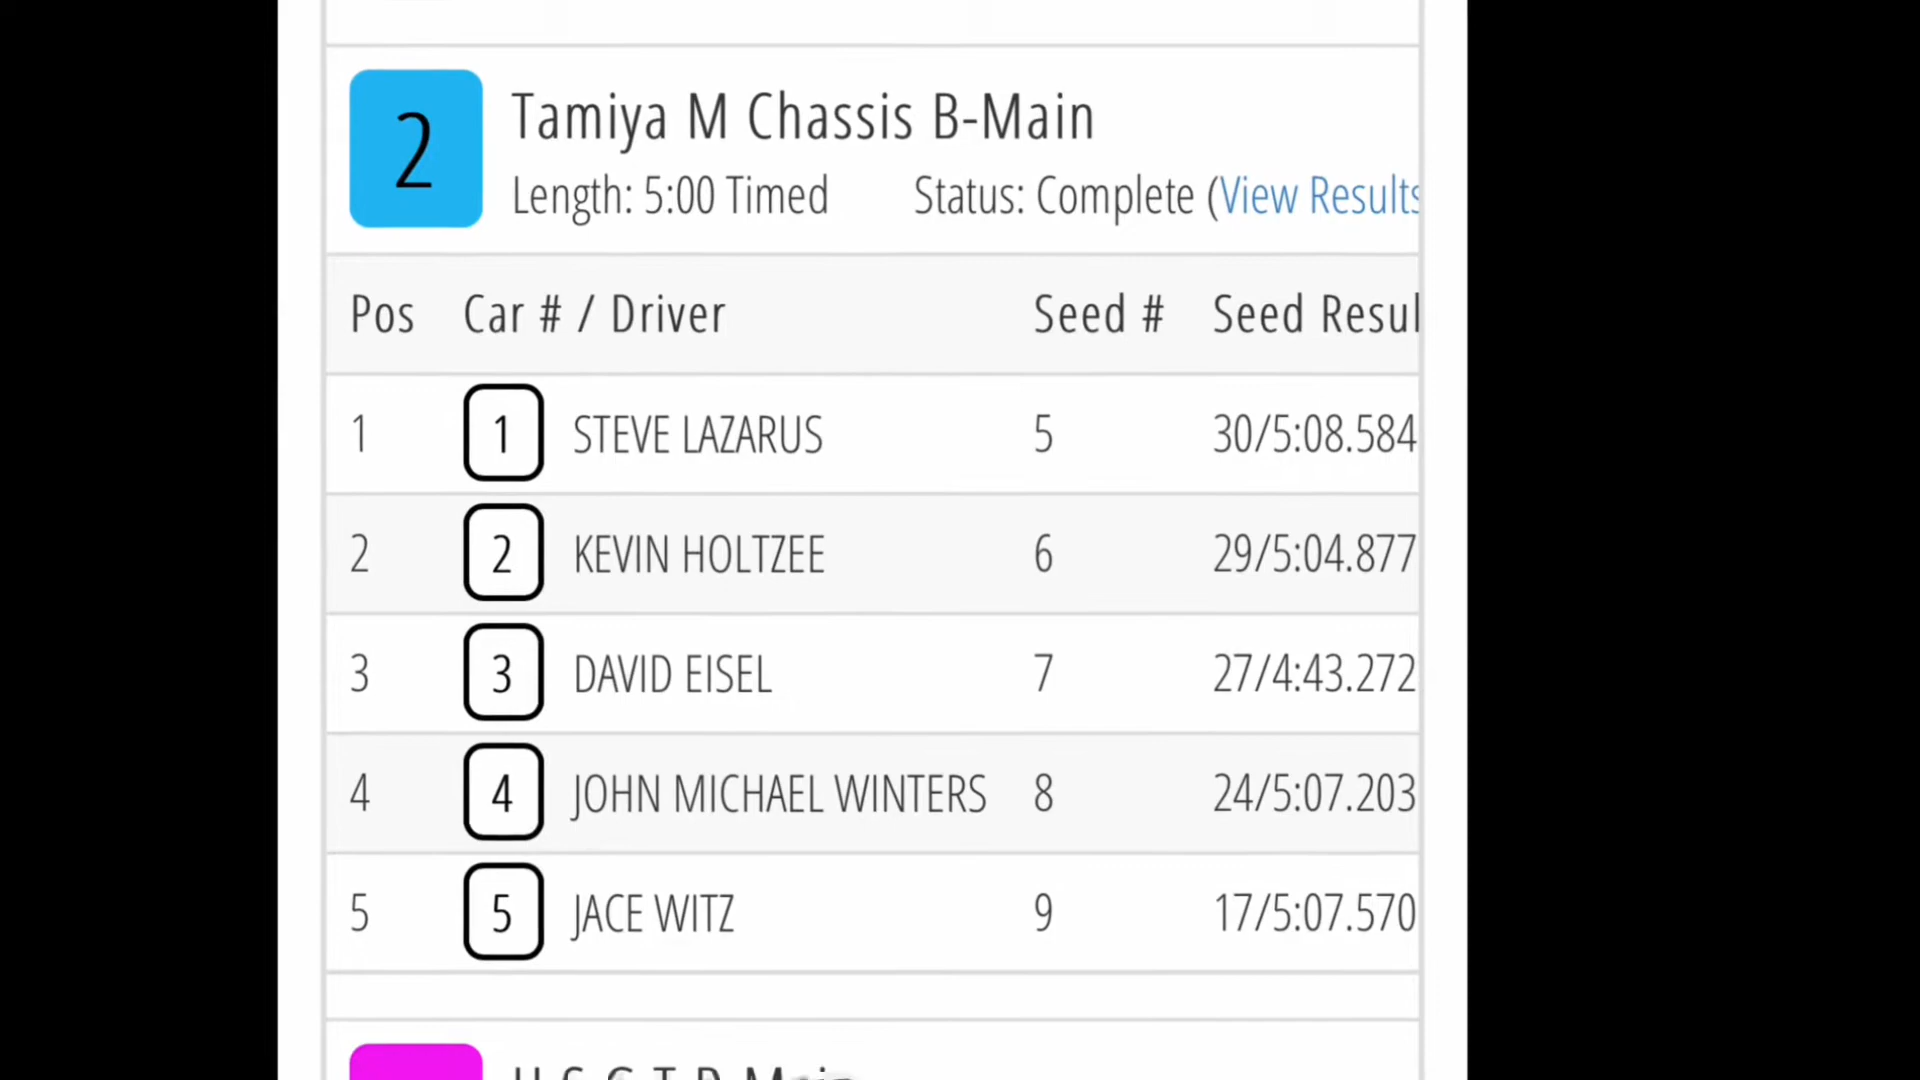 2
Tamiya M Chassis B-Main
Length: 5:00 Timed Status: Complete (View Results
Pos Car # / Driver Seed # Seed Resul
1 1 STEVE LAZARUS 5 30/5:08.584
2 2 KEVIN HOLTZEE 6 29/5:04.877
3 3 DAVID EISEL 7 27/4:43.272
4 4 JOHN MICHAEL WINTERS 8 24/5:07.203
5 5 JACE WITZ 9 17/5:07.570